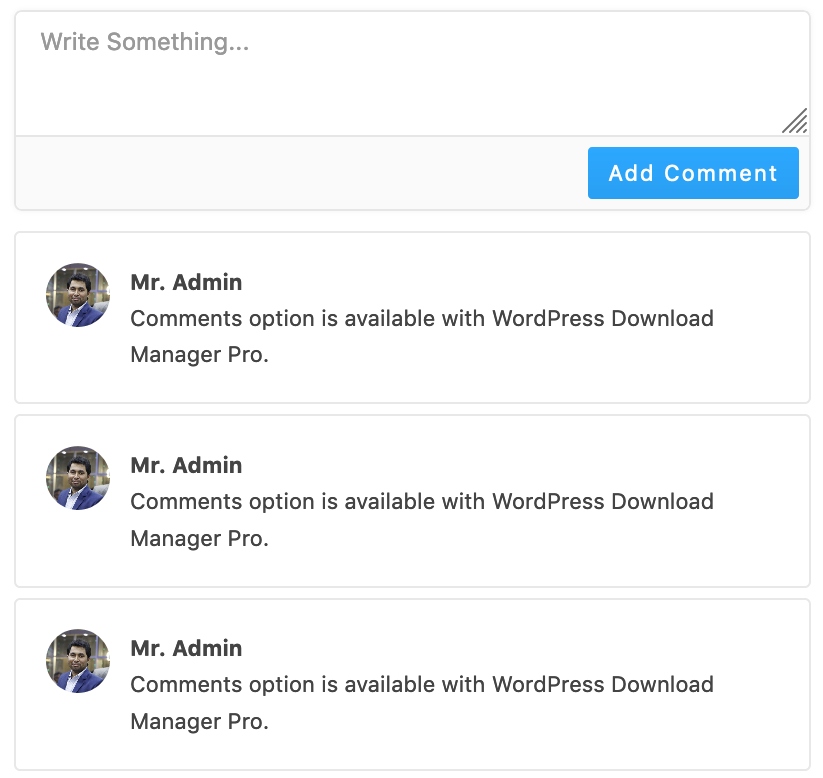 Write Something...
Add Comment
Mr. Admin
Comments option is available with WordPress Download
Manager Pro.
Mr. Admin
Comments option is available with WordPress Download
Manager Pro.
Mr. Admin
Comments option is available with WordPress Download
Manager Pro.